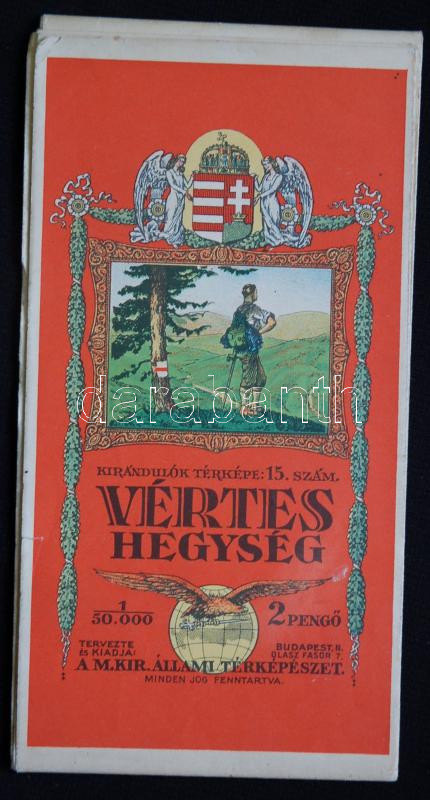 darabanth
KIRÁNDULÓK TÉRKÉPE: 15. SZÁM.
VÉRTES
HEGYSÉG
1
50.000
2 PENGŐ
TERVEZTE
ÉS KIADJA:
BUDAPEST, II.
OLASZ FASOR 7.
A M. KIR. ÁLLAMI TÉRKÉPÉSZET.
MINDEN JOG FENNTARTVA.